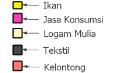 Ikan
Jasa Konsumsi
Logam Mulia
Tekstil
Kelontong